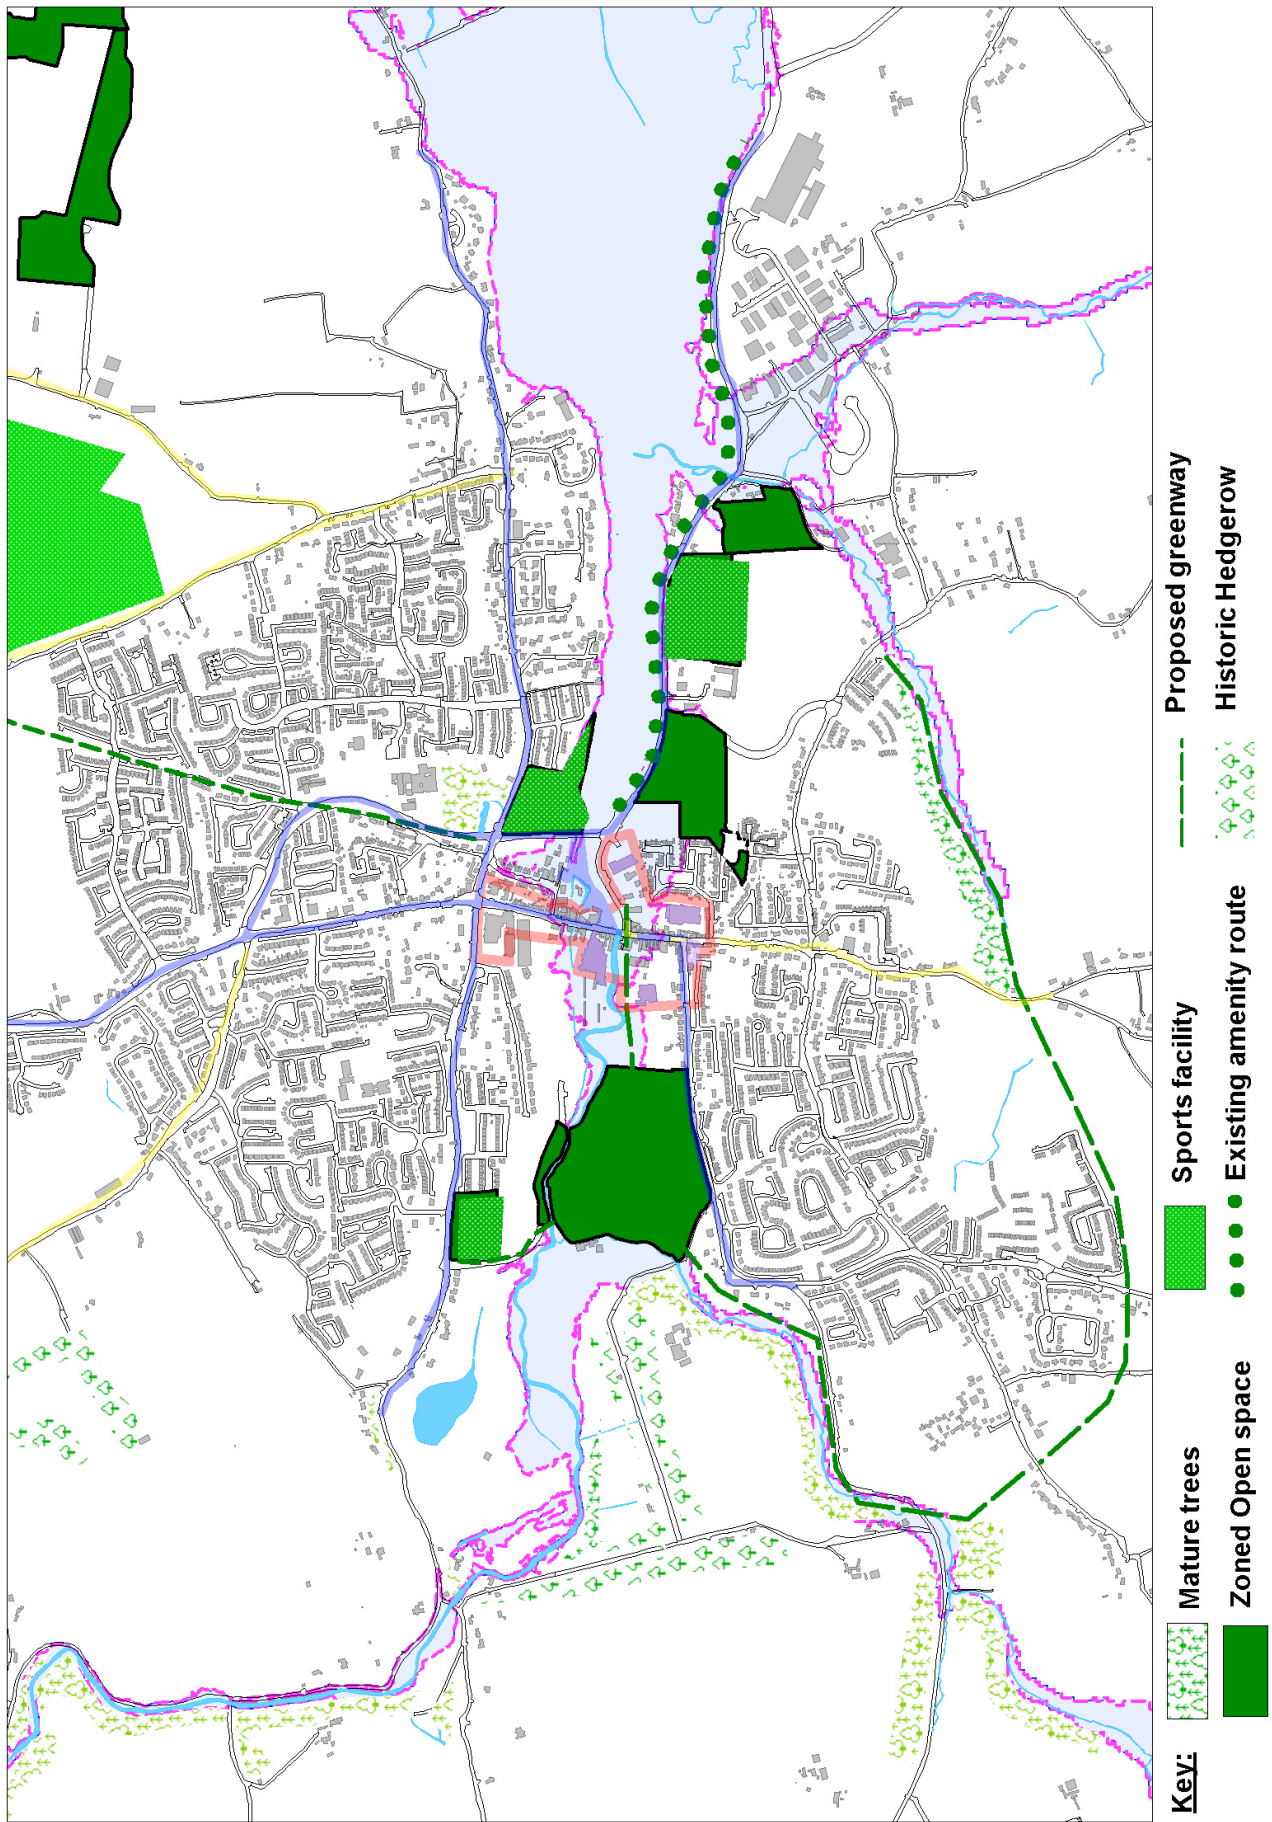 Key:
Mature trees
Sports facility
Proposed greenway
Zoned Open space
Existing amenity route
Historic Hedgerow